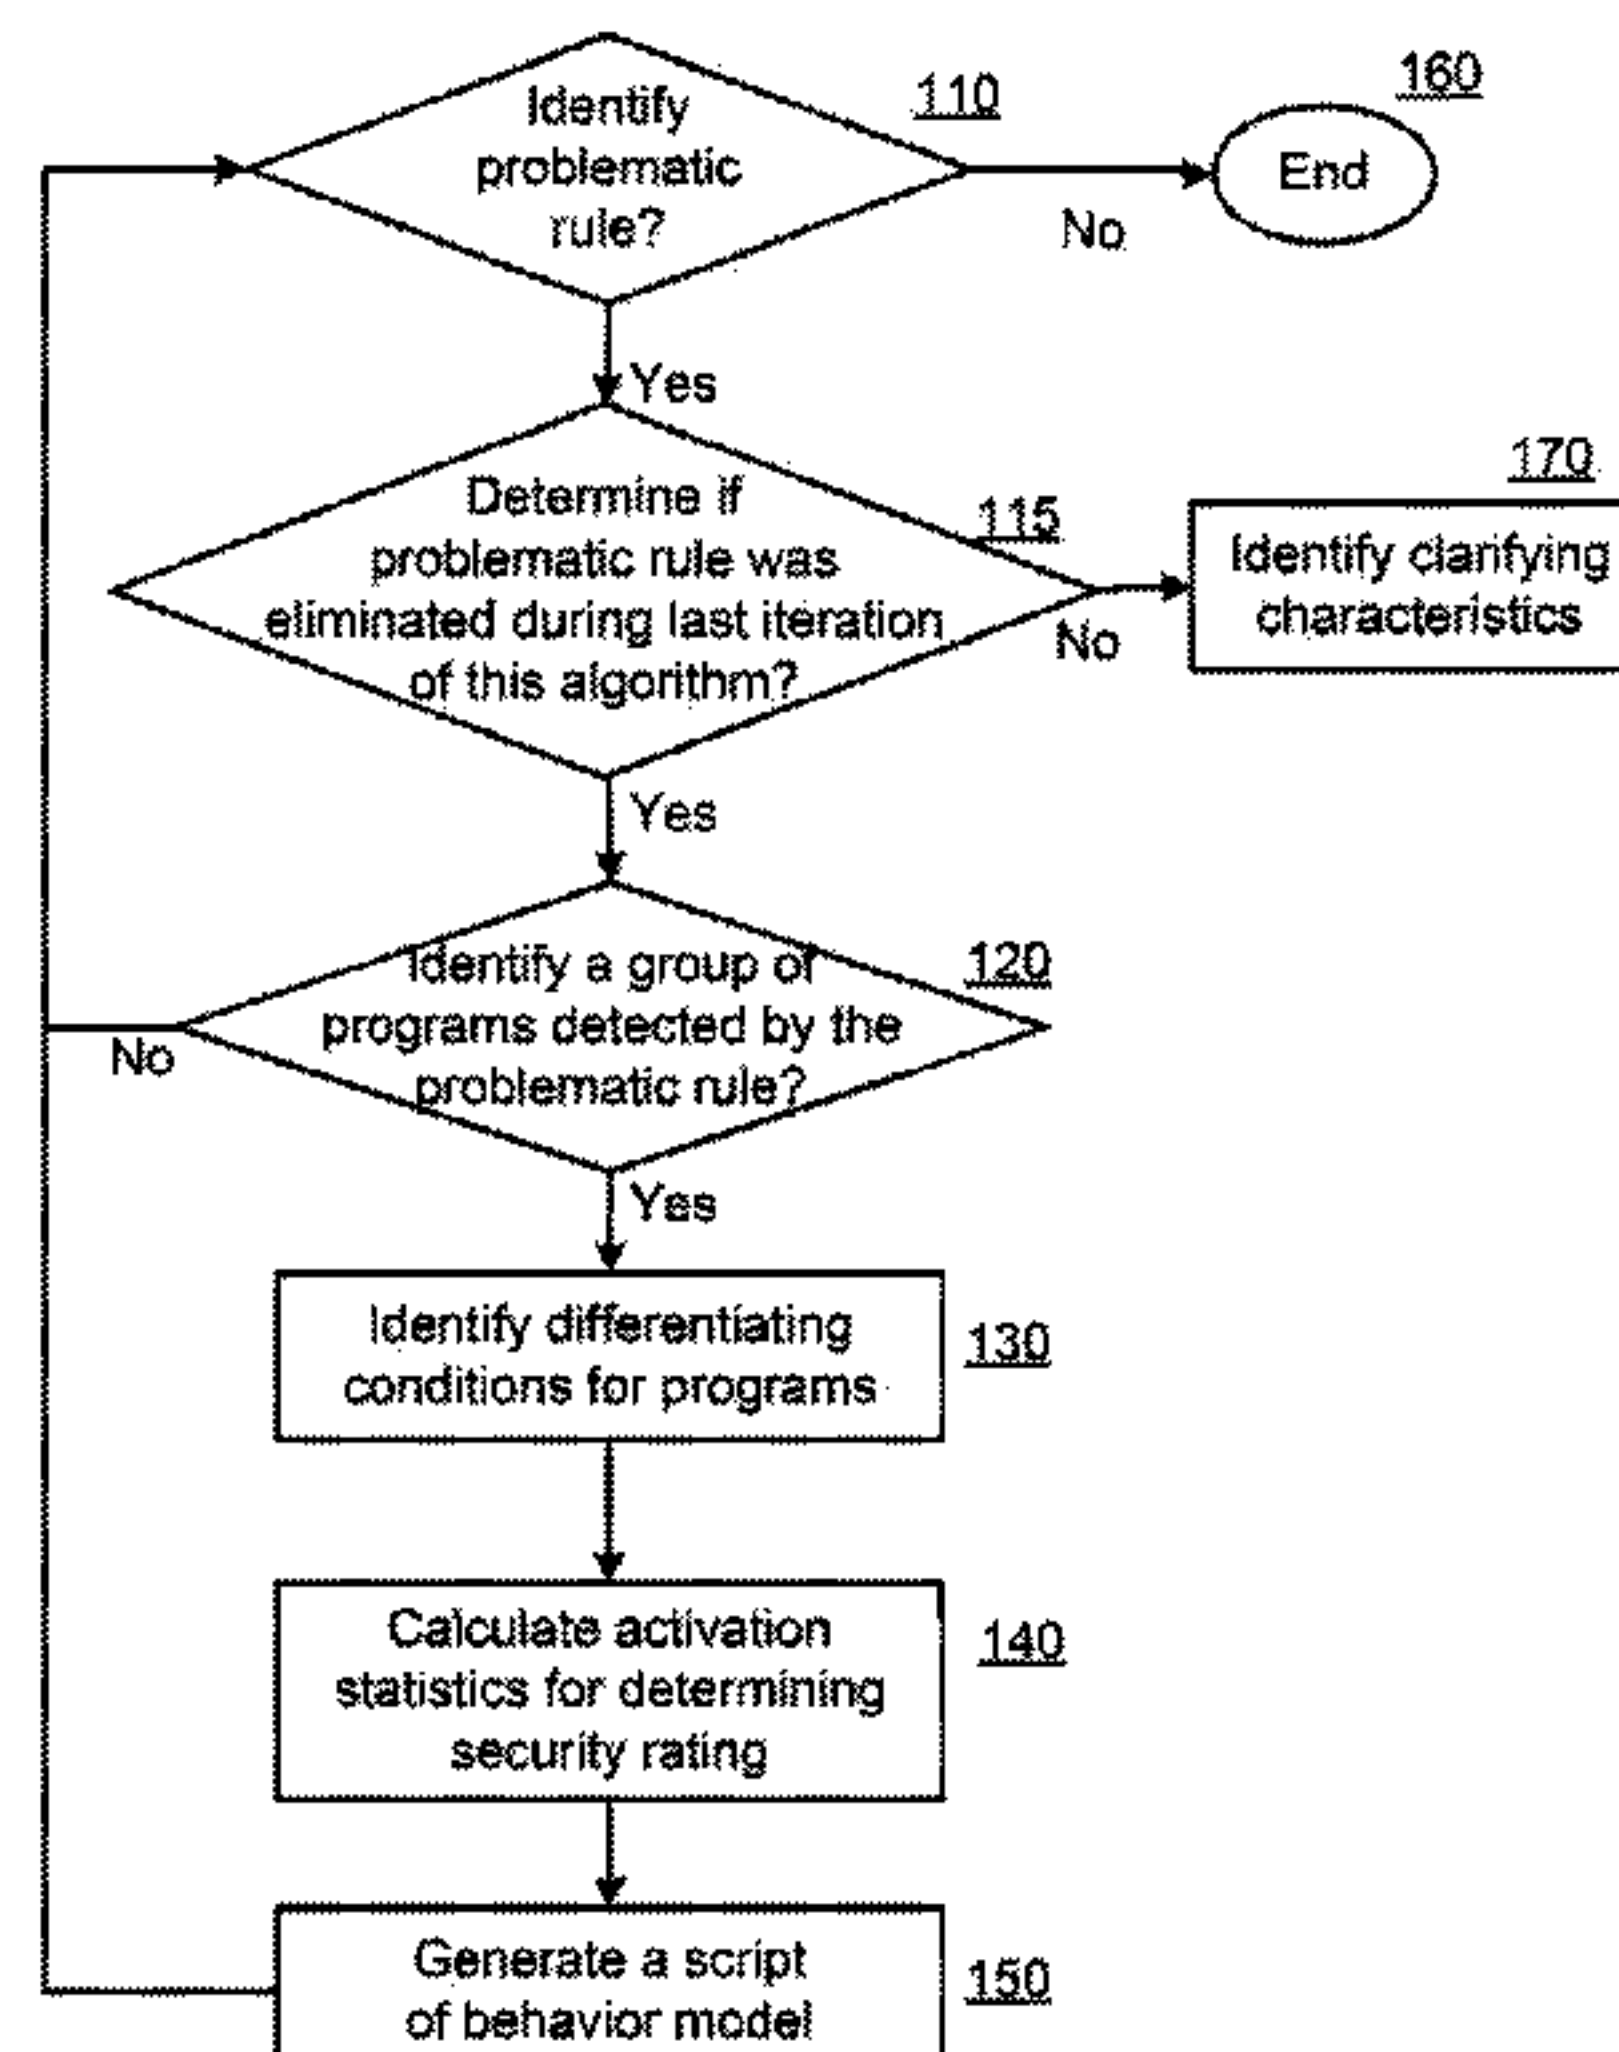 Identify
problematic
rule?
110
160
End
No
Yes
Determine if
problematic rule was
eliminated during last iteration
of this algorithm?
115
No
170
Identify clarifying
characteristics
Yes
Identify a group of
programs detected by the
problematic rule?
120
No
Yes
Identify differentiating
conditions for programs
130
Calculate activation
statistics for determining
security rating
140
Generate a script
of behavior model
150